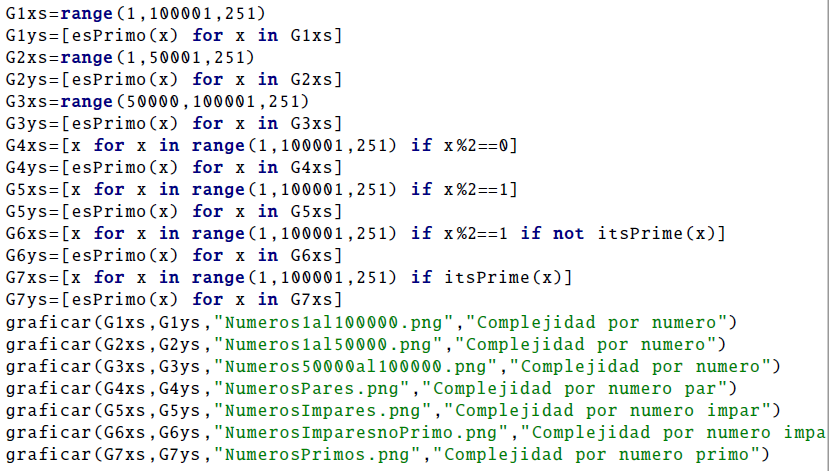 G1xs=range(1,100001,251)
G1ys=[esPrimo(x) for x in G1xs]
G2xs=range(1,50001,251)
G2ys=[esPrimo(x) for x in G2xs]
G3xs=range(50000,100001,251)
G3ys=[esPrimo(x) for x in G3xs]
G4xs=[x for x in range(1,100001,251) if x%2==0]
G4ys=[esPrimo(x) for x in G4xs]
G5xs=[x for x in range(1,100001,251) if x%2==1]
G5ys=[esPrimo(x) for x in G5xs]
G6xs=[x for x in range(1,100001,251) if x%2==1 if not itsPrime(x)]
G6ys=[esPrimo(x) for x in G6xs]
G7xs=[x for x in range(1,100001,251) if itsPrime(x)]
G7ys=[esPrimo(x) for x in G7xs]
graficar(G1xs,G1ys,"Numeros1al100000.png","Complejidad por numero")
graficar(G2xs,G2ys,"Numeros1al50000.png","Complejidad por numero")
graficar(G3xs,G3ys,"Numeros50000al100000.png","Complejidad por numero")
graficar(G4xs,G4ys,"NumerosPares.png","Complejidad por numero par")
graficar(G5xs,G5ys,"NumerosImpares.png","Complejidad por numero impar")
graficar(G6xs,G6ys,"NumerosImparesnoPrimo.png","Complejidad por numero impa
graficar(G7xs,G7ys,"NumerosPrimos.png","Complejidad por numero primo")